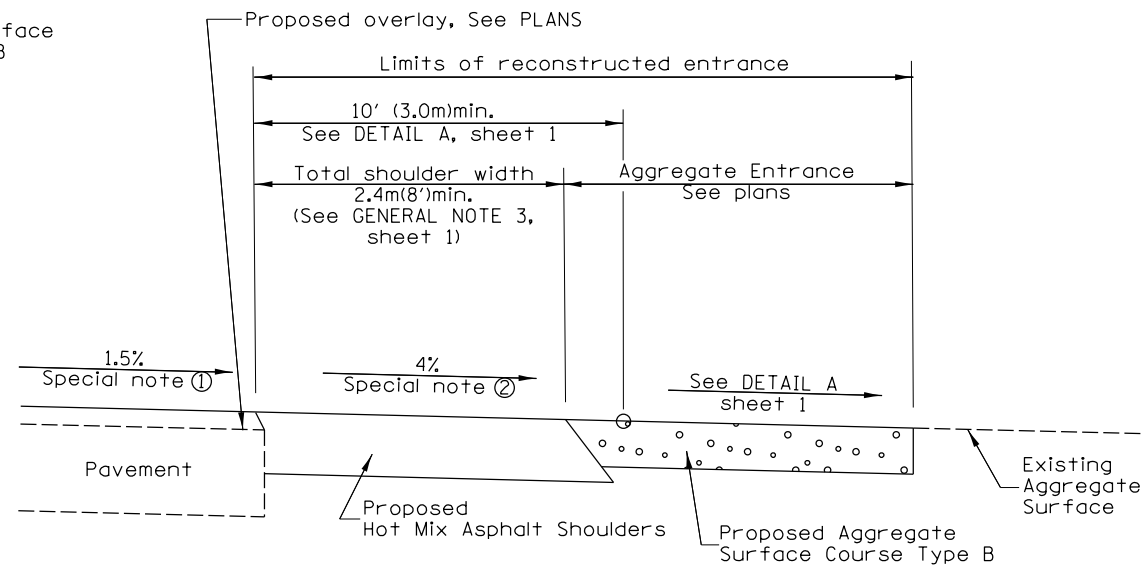 face
B
Proposed overlay, See PLANS
Limits of reconstructed entrance
10' (3.0m)min.
See DETAIL A, sheet 1
Total shoulder width
2.4m(8')min.
(See GENERAL NOTE 3,
sheet 1)
Aggregate Entrance
See plans
1.5%
Special note 1
4%
Special note 2
See DETAIL A
sheet 1
Pavement
Proposed
Hot Mix Asphalt Shoulders
Proposed Aggregate
Surface Course Type B
Existing
Aggregate
Surface